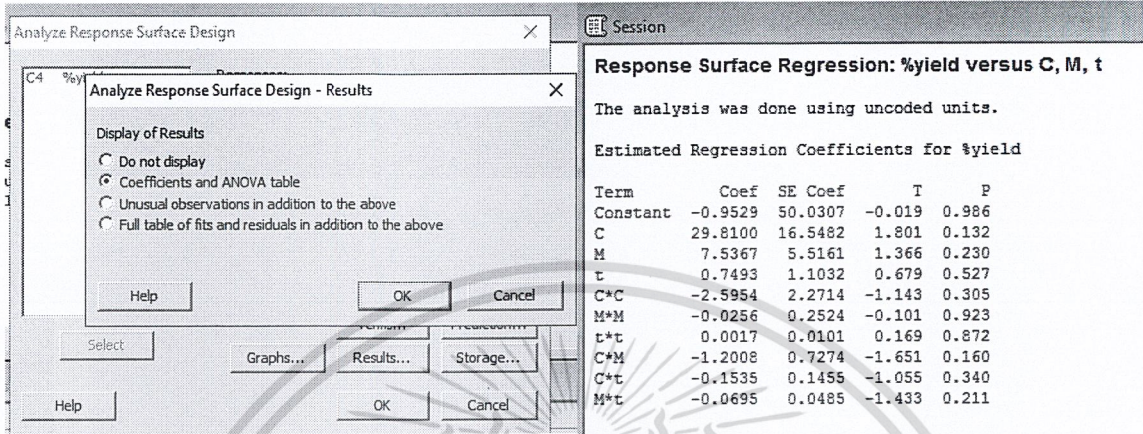 Analyze Response Surface Design
C4 %yi
Analyze Response Surface Design - Results
Display of Results
Do not display
Coefficients and ANOVA table
Unusual observations in addition to the above
Full table of fits and residuals in addition to the above
Help OK Cancel
Select
Graphs... Results... Storage...
Help OK Cancel
Session
Response Surface Regression: %yield versus C, M, t
The analysis was done using uncoded units.
Estimated Regression Coefficients for %yield
Term Coef SE Coef T P
Constant -0.9529 50.0307 -0.019 0.986
C 29.8100 16.5482 1.801 0.132
M 7.5367 5.5161 1.366 0.230
t 0.7493 1.1032 0.679 0.527
C*C -2.5954 2.2714 -1.143 0.305
M*M -0.0256 0.2524 -0.101 0.923
t*t 0.0017 0.0101 0.169 0.872
C*M -1.2008 0.7274 -1.651 0.160
C*t -0.1535 0.1455 -1.055 0.340
M*t -0.0695 0.0485 -1.433 0.211